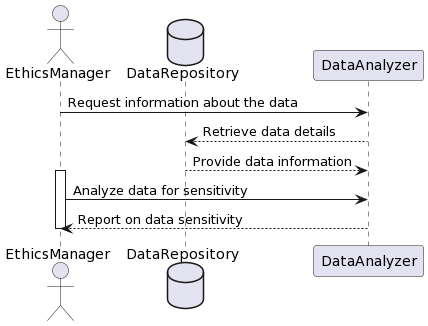 EthicsManager
DataRepository
DataAnalyzer
Request information about the data
Retrieve data details
Provide data information
Analyze data for sensitivity
Report on data sensitivity
EthicsManager
DataRepository
DataAnalyzer